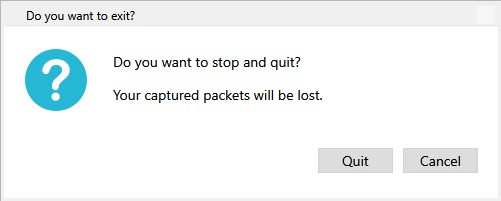 Do you want to exit?
Do you want to stop and quit?
Your captured packets will be lost.
Quit Cancel